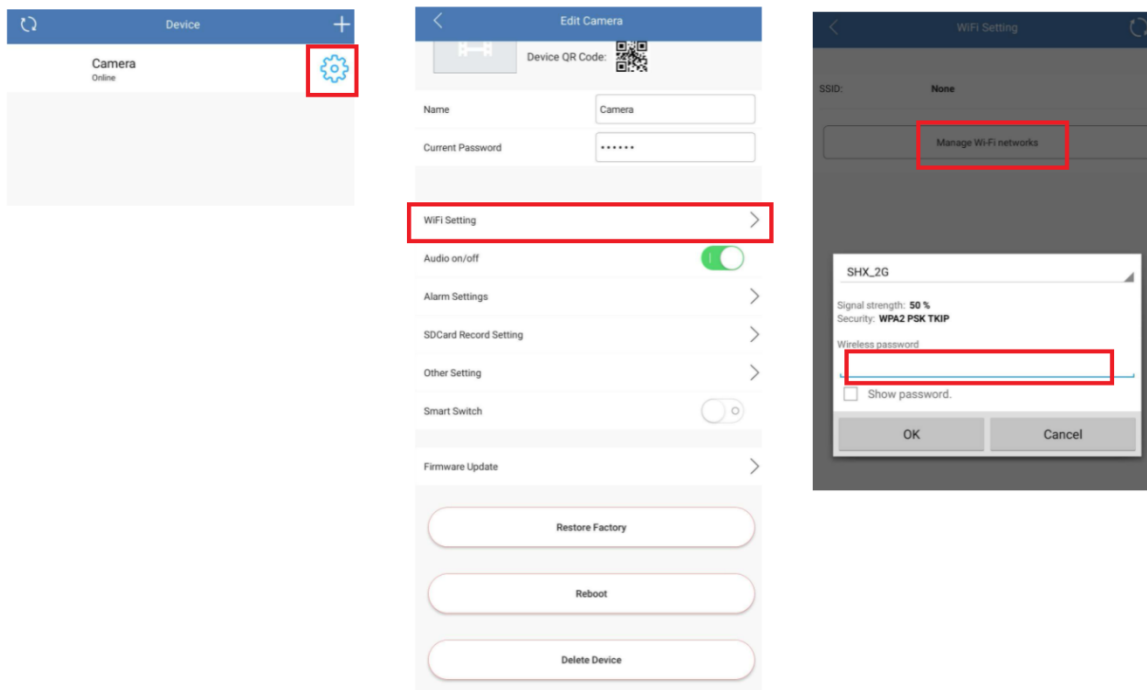 Device
Camera
Online
Edit Camera
Device QR Code:
Name
Camera
Current Password
••••••
WiFi Setting
Audio on/off
Alarm Settings
SDCard Record Setting
Other Setting
Smart Switch
Firmware Update
Restore Factory
Reboot
Delete Device
WiFi Setting
SSID:
None
Manage Wi-Fi networks
SHX_2G
Signal strength: 50 %
Security: WPA2 PSK TKIP
Wireless password
Show password.
OK
Cancel